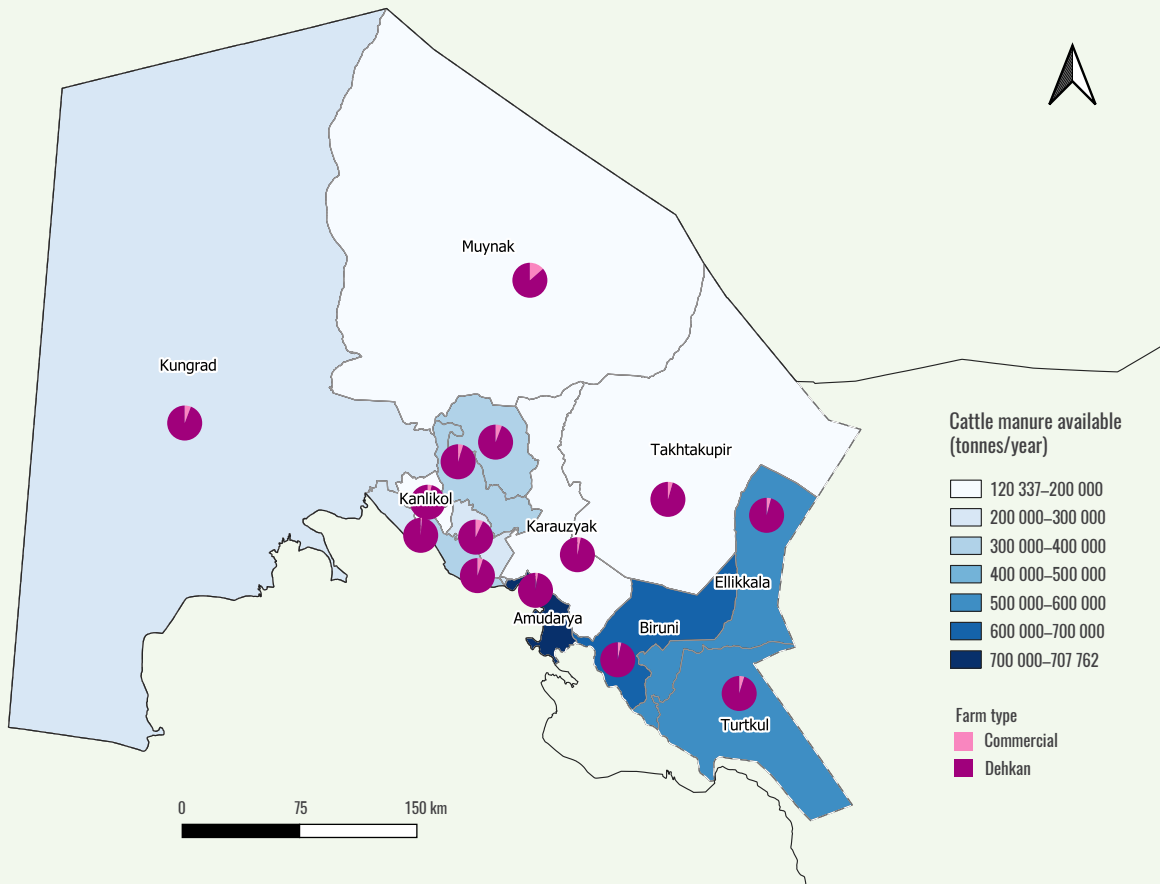 Muynak
Kungrad
Takhtakupir
Kanlikol
Karauzyak
Ellikkala
Amudarya
Biruni
Turtkul
Cattle manure available
(tonnes/year)
120 337–200 000
200 000–300 000
300 000–400 000
400 000–500 000
500 000–600 000
600 000–700 000
700 000–707 762
Farm type
Commercial
Dehkan
0 75 150 km